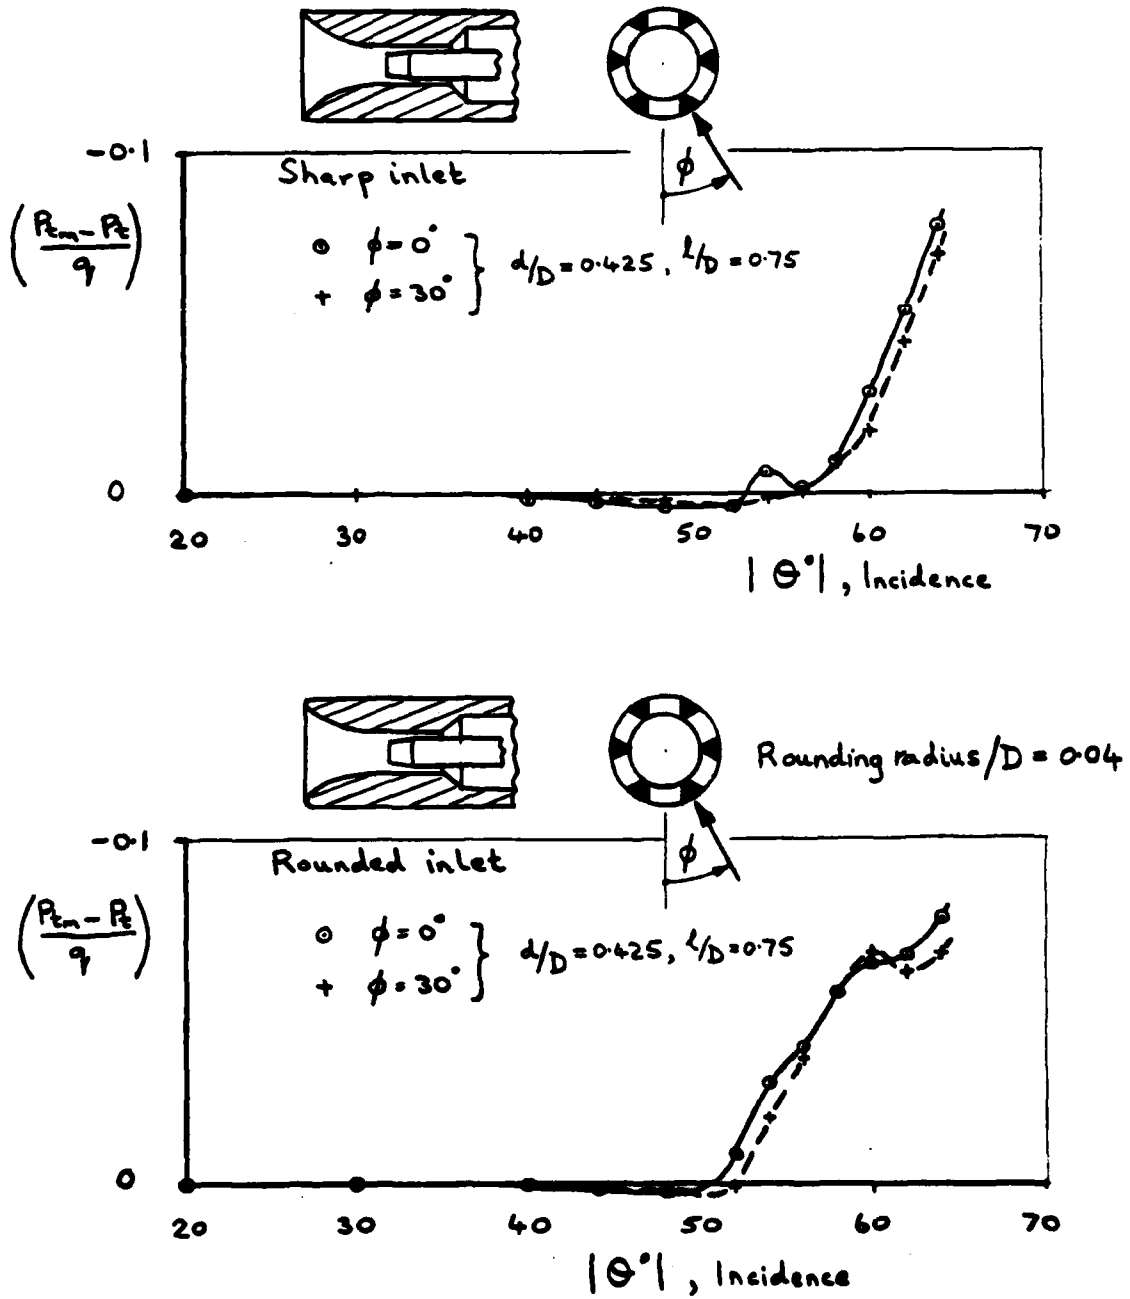 -0.1
ϕ
Sharp inlet
(Ptm - Pt / q)
⊙ ϕ = 0°
+ ϕ = 30°
d/D = 0.425, l/D = 0.75
0
20 30 40 50 60 70
|θ°|, Incidence
Rounding radius/D = 0.04
-0.1
ϕ
Rounded inlet
(Ptm - Pt / q)
⊙ ϕ = 0°
+ ϕ = 30°
d/D = 0.425, l/D = 0.75
0
20 30 40 50 60 70
|θ°|, Incidence